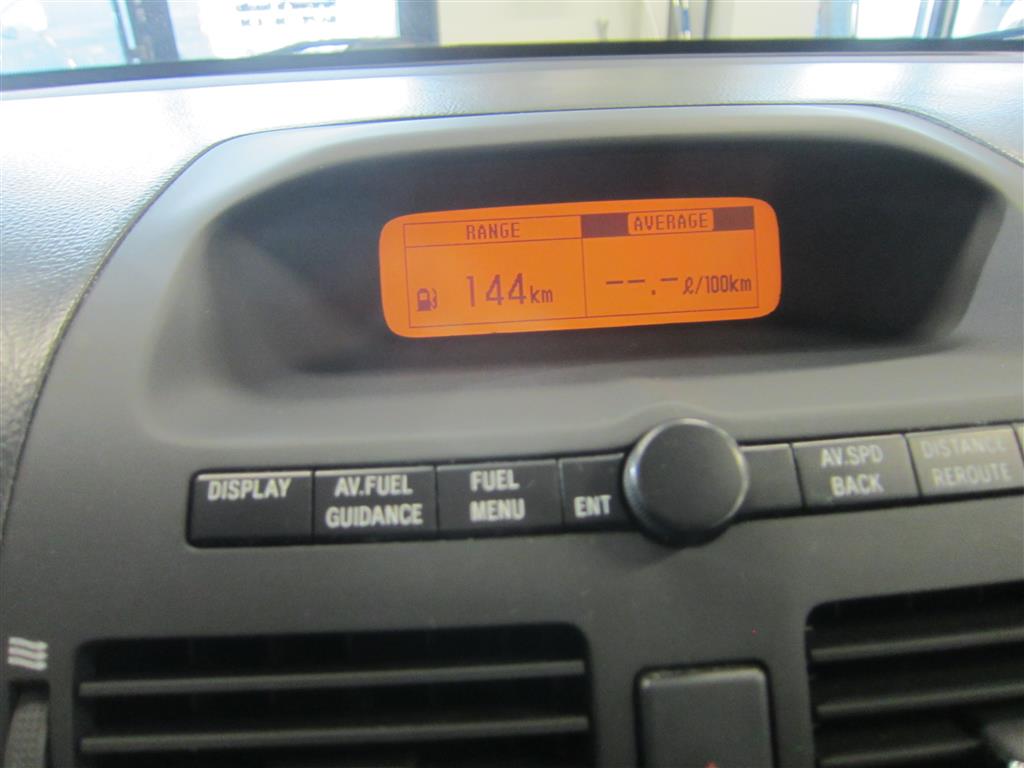 RANGE AVERAGE
144km --.- ℓ/100km
DISPLAY
AV.FUEL
GUIDANCE
FUEL
MENU
ENT
AV.SPD
BACK
DISTANCE
REROUTE